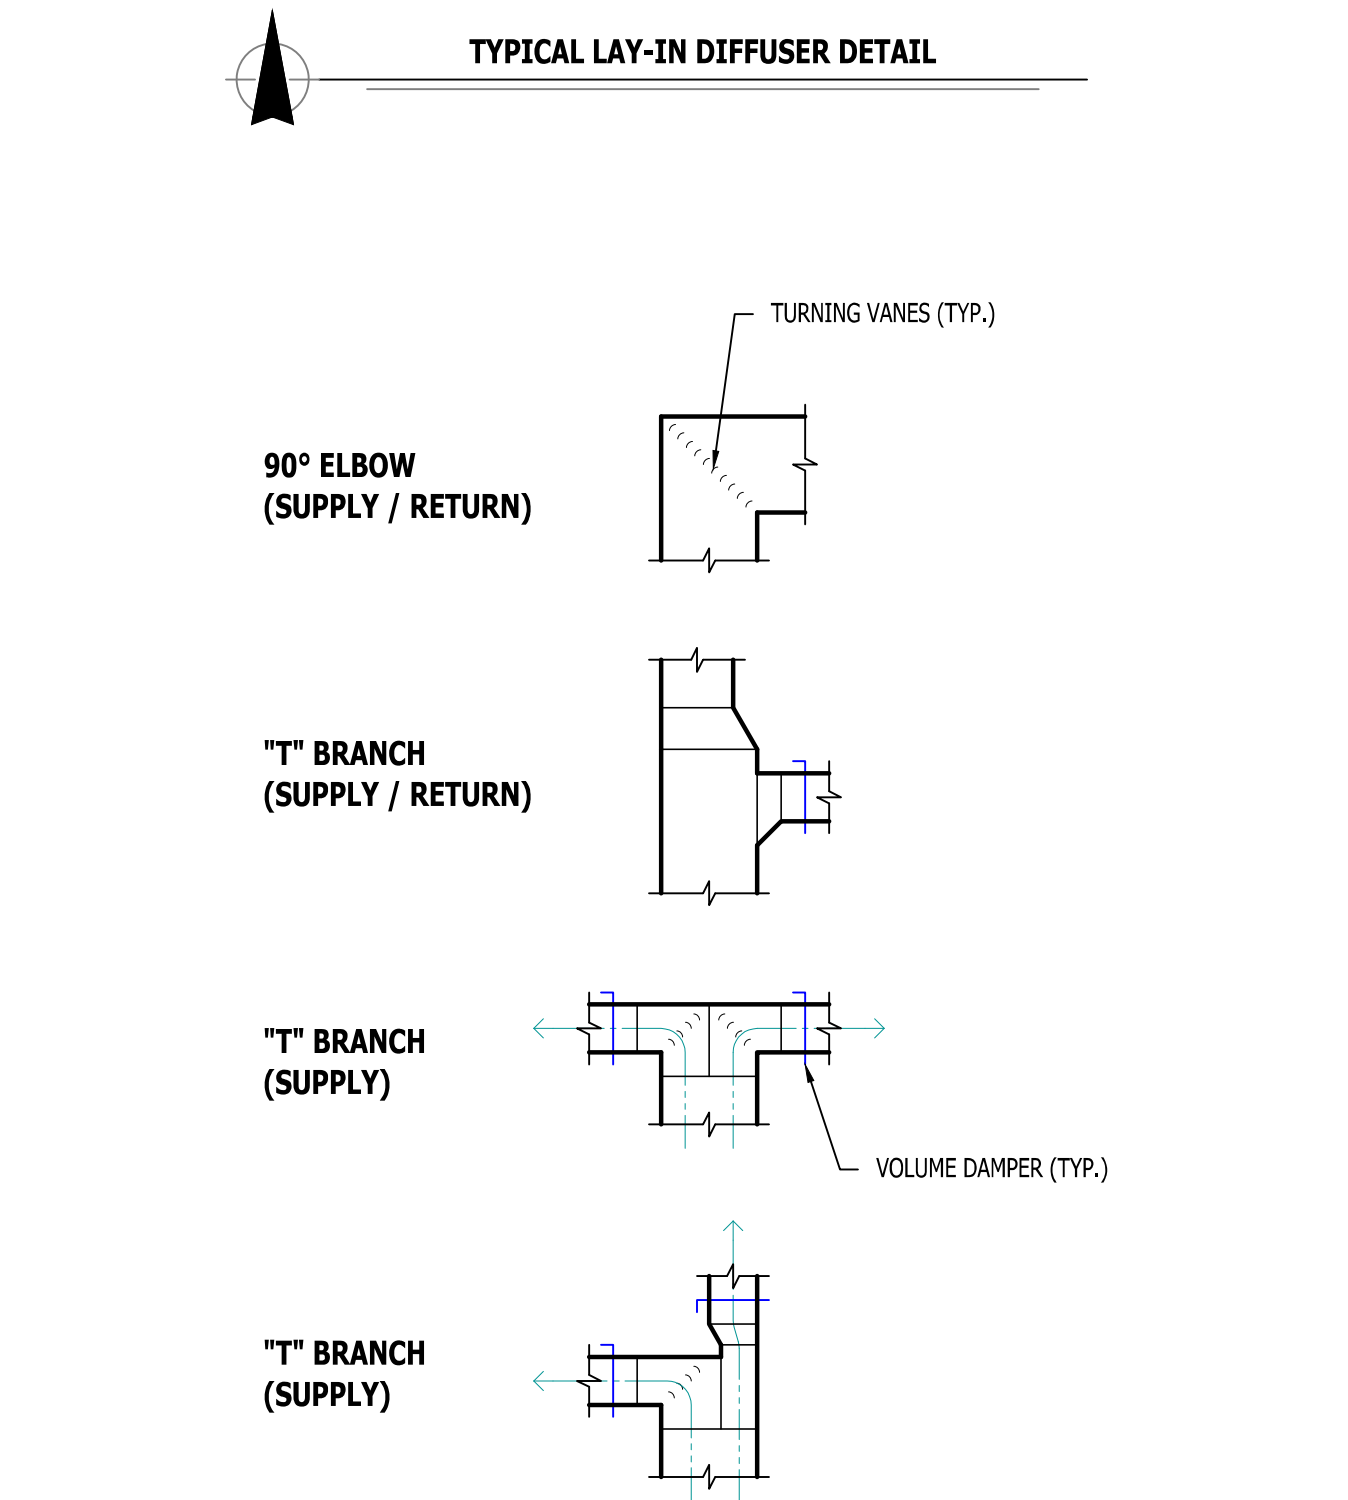 TYPICAL LAY-IN DIFFUSER DETAIL
TURNING VANES (TYP.)
90° ELBOW
(SUPPLY / RETURN)
"T" BRANCH
(SUPPLY / RETURN)
"T" BRANCH
(SUPPLY)
VOLUME DAMPER (TYP.)
"T" BRANCH
(SUPPLY)